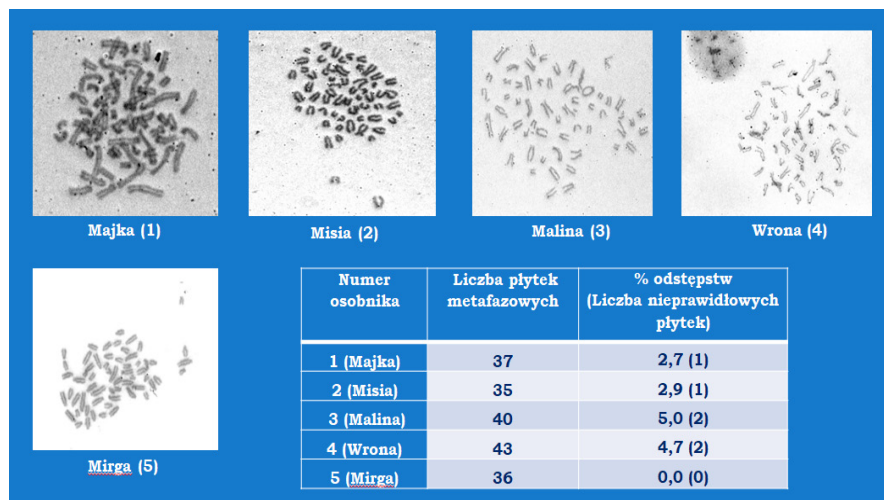 Majka (1)
Misia (2)
Malina (3)
Wrona (4)
Mirga (5)
Numer osobnika
Liczba płytek metafazowych
% odstępstw (Liczba nieprawidłowych płytek)
1 (Majka) 37 2,7 (1)
2 (Misia) 35 2,9 (1)
3 (Malina) 40 5,0 (2)
4 (Wrona) 43 4,7 (2)
5 (Mirga) 36 0,0 (0)